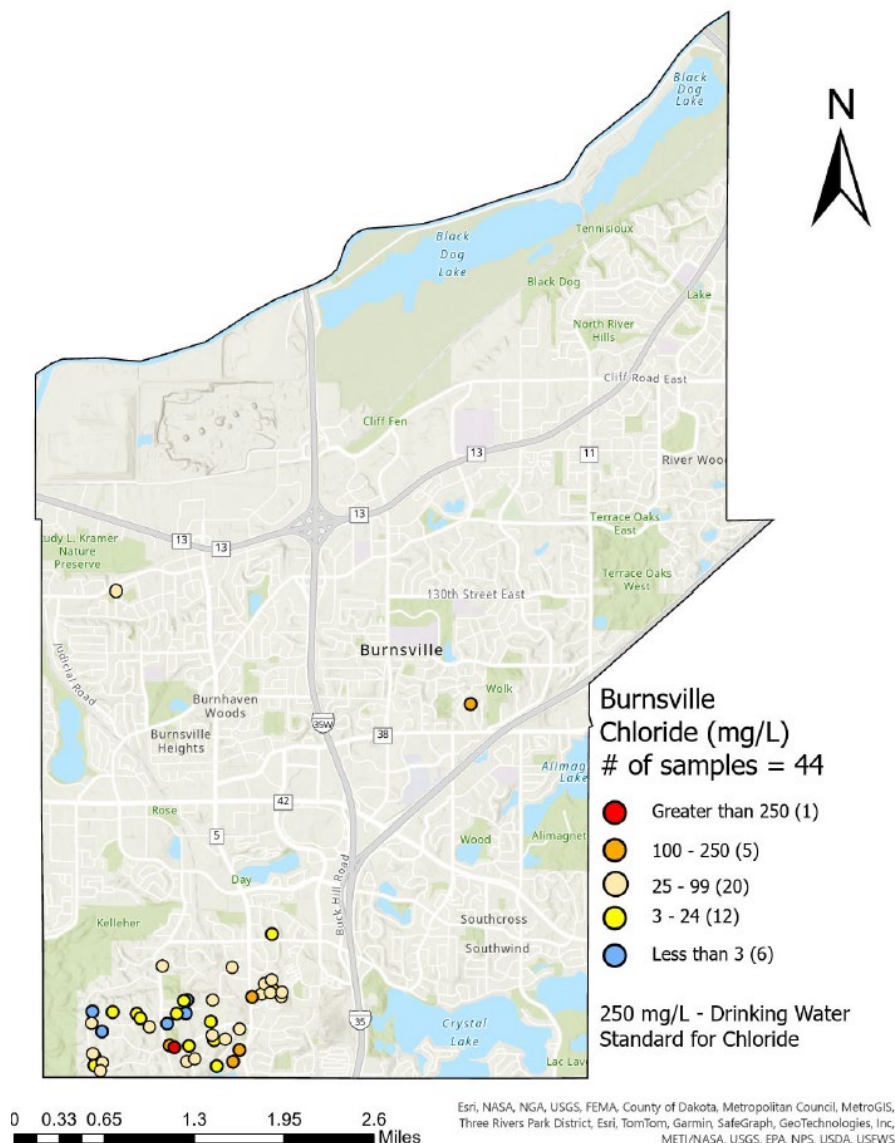 Black
Dog
Lake
N
Tennisioux
Black
Dog
Lake
Black Dog
Lake
North River
Hills
Cliff Road East
Cliff Fen
13
11
River Wood
13
Terrace Oaks
East
13
13
udy L. Kramer
Nature
Preserve
Terrace Oaks
West
130th Street East
Judicial Road
Burnsville
Wolk
Burnhaven
Woods
35W
38
Burnsville
Heights
Burnsville
Chloride (mg/L)
# of samples = 44
Alimag
Lake
42
Rose
5
Wood
Alimagnet
Greater than 250 (1)
100 - 250 (5)
25 - 99 (20)
3 - 24 (12)
Less than 3 (6)
Day
Buck Hill Road
Kelleher
Southcross
Southwind
250 mg/L - Drinking Water
Standard for Chloride
35
Crystal
Lake
Lac Lav
0 0.33 0.65 1.3 1.95 2.6
Miles
Esri, NASA, NGA, USGS, FEMA, County of Dakota, Metropolitan Council, MetroGIS,
Three Rivers Park District, Esri, TomTom, Garmin, SafeGraph, GeoTechnologies, Inc,
METI/NASA, USGS, EPA, NPS, USDA, USFWS